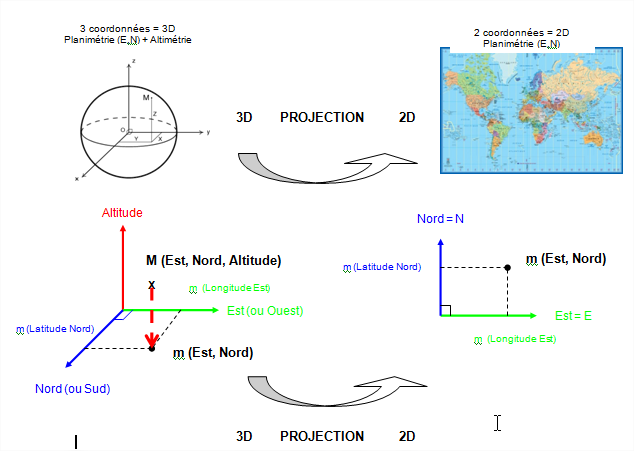 3 coordonnées = 3D
Planimétrie (E,N) + Altimétrie
2 coordonnées = 2D
Planimétrie (E,N)
z
M
Z
O
y
Y
X
x
3D PROJECTION 2D
Altitude
Nord = N
M (Est, Nord, Altitude)
m (Est, Nord)
m (Latitude Nord)
x
m (Longitude Est)
Est (ou Ouest)
Est = E
m (Latitude Nord)
m (Longitude Est)
m (Est, Nord)
Nord (ou Sud)
3D PROJECTION 2D